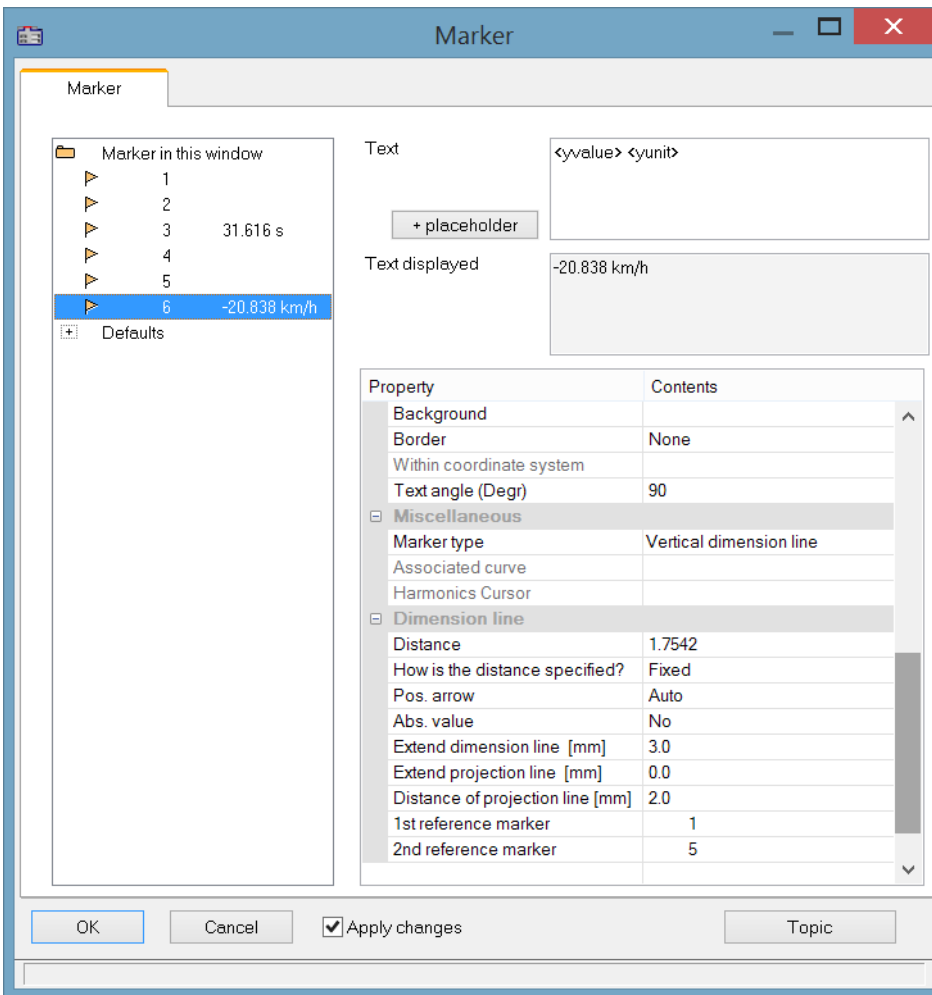 Marker
Marker
Marker in this window
1
2
3 31.616 s
4
5
6 -20.838 km/h
Defaults
Text
<yvalue> <yunit>
+ placeholder
Text displayed
-20.838 km/h
Property Contents
Background
Border None
Within coordinate system
Text angle (Degr) 90
Miscellaneous
Marker type Vertical dimension line
Associated curve
Harmonics Cursor
Dimension line
Distance 1.7542
How is the distance specified? Fixed
Pos. arrow Auto
Abs. value No
Extend dimension line [mm] 3.0
Extend projection line [mm] 0.0
Distance of projection line [mm] 2.0
1st reference marker 1
2nd reference marker 5
OK Cancel Apply changes Topic